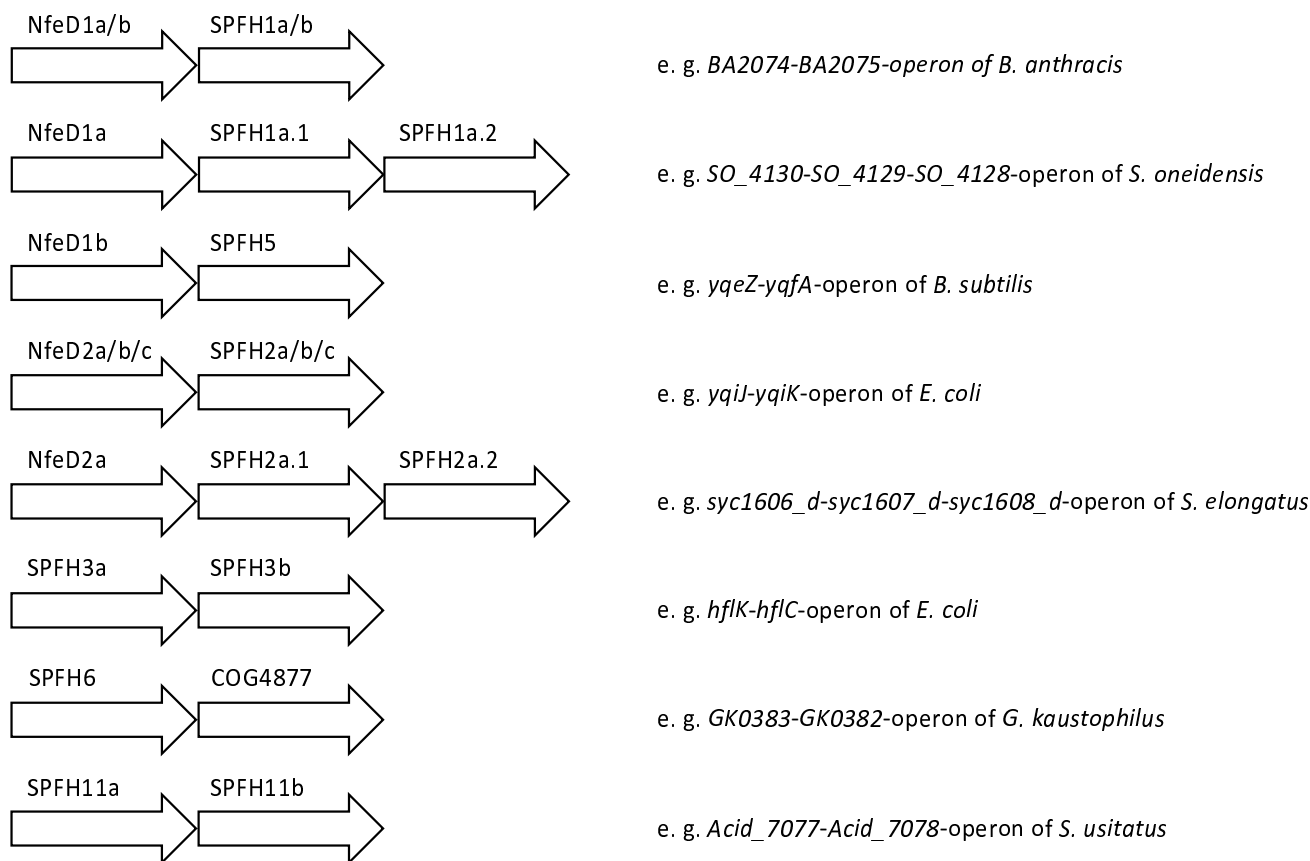 NfeD1a/b SPFH1a/b
e. g. BA2074-BA2075-operon of B. anthracis
NfeD1a SPFH1a.1 SPFH1a.2
e. g. SO_4130-SO_4129-SO_4128-operon of S. oneidensis
NfeD1b SPFH5
e. g. yqeZ-yqfA-operon of B. subtilis
NfeD2a/b/c SPFH2a/b/c
e. g. yqiJ-yqiK-operon of E. coli
NfeD2a SPFH2a.1 SPFH2a.2
e. g. syc1606_d-syc1607_d-syc1608_d-operon of S. elongatus
SPFH3a SPFH3b
e. g. hflK-hflC-operon of E. coli
SPFH6 COG4877
e. g. GK0383-GK0382-operon of G. kaustophilus
SPFH11a SPFH11b
e. g. Acid_7077-Acid_7078-operon of S. usitatus